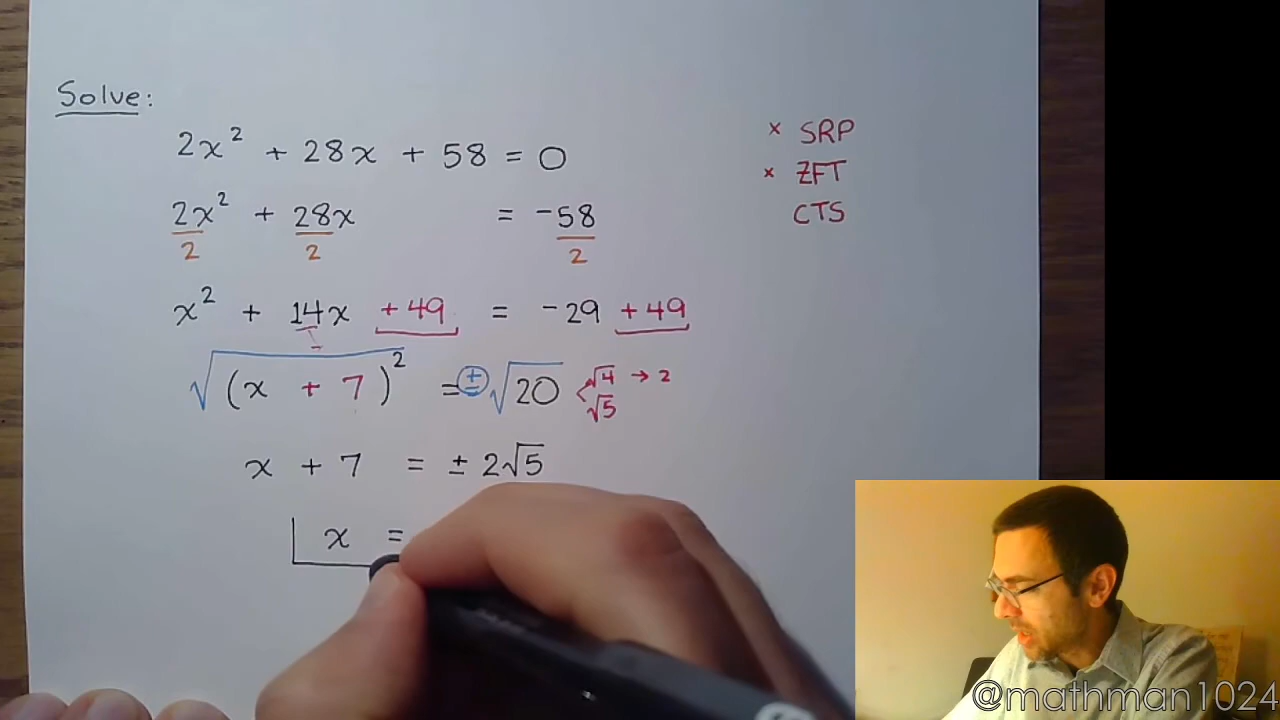 Solve:
2x² + 28x + 58 = 0
2x² + 28x = -58
2 2 2
x² + 14x + 49 = -29 + 49
√(x + 7)² = ± √20 < √4 → 2
√5
x + 7 = ± 2√5
x =
× SRP
× ZFT
CTS
@mathman1024